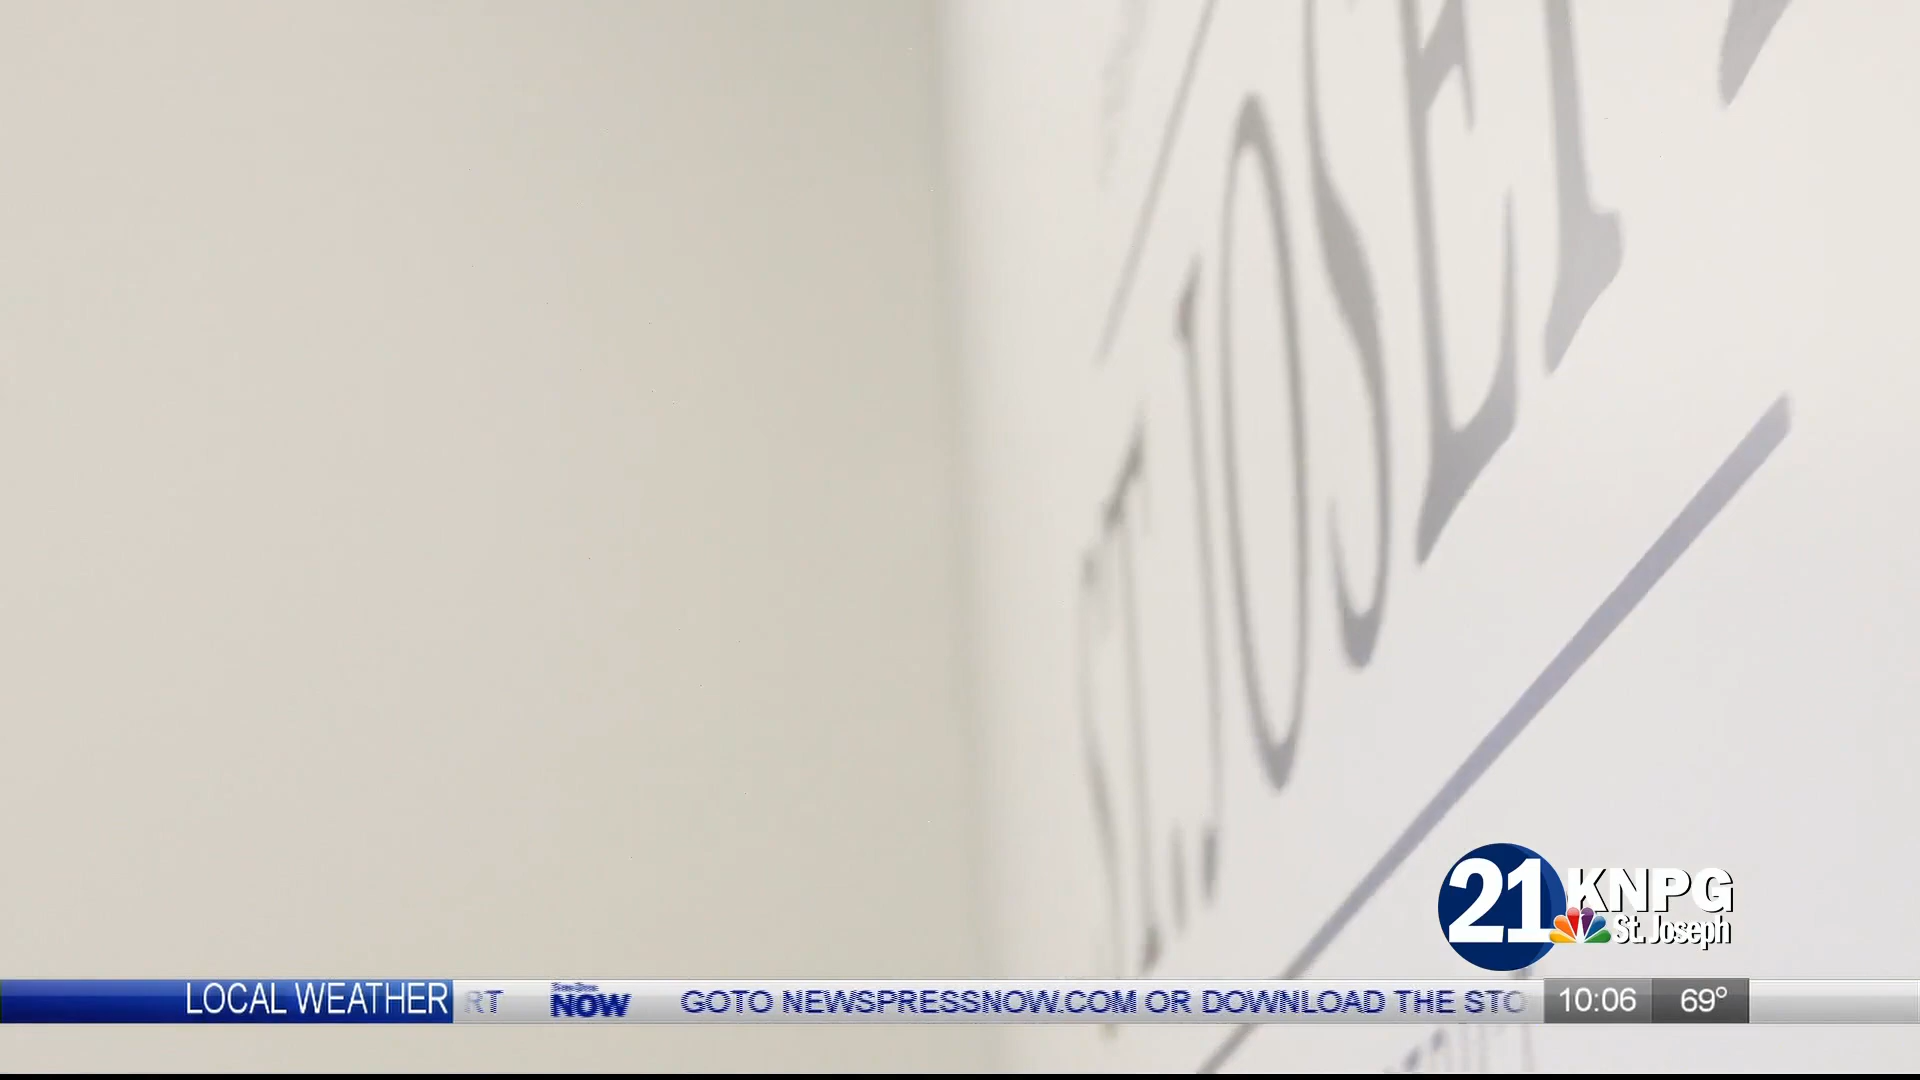 ST. JOSEP
21 KNPG
St. Joseph
LOCAL WEATHER RT NOW GOTO NEWSPRESSNOW.COM OR DOWNLOAD THE STO 10:06 69°